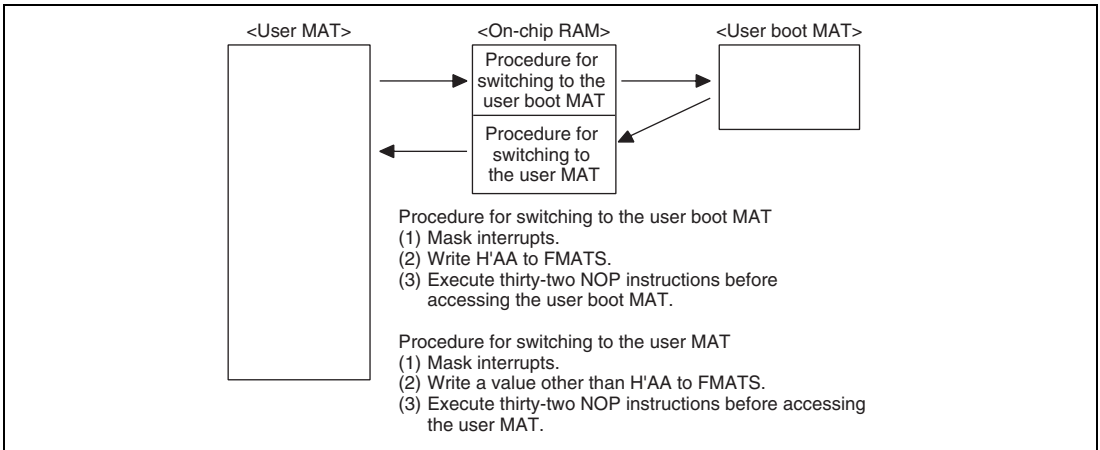 <User MAT> <On-chip RAM> <User boot MAT>
Procedure for
switching to the
user boot MAT
Procedure for
switching to
the user MAT
Procedure for switching to the user boot MAT
(1) Mask interrupts.
(2) Write H'AA to FMATS.
(3) Execute thirty-two NOP instructions before
accessing the user boot MAT.
Procedure for switching to the user MAT
(1) Mask interrupts.
(2) Write a value other than H'AA to FMATS.
(3) Execute thirty-two NOP instructions before accessing
the user MAT.